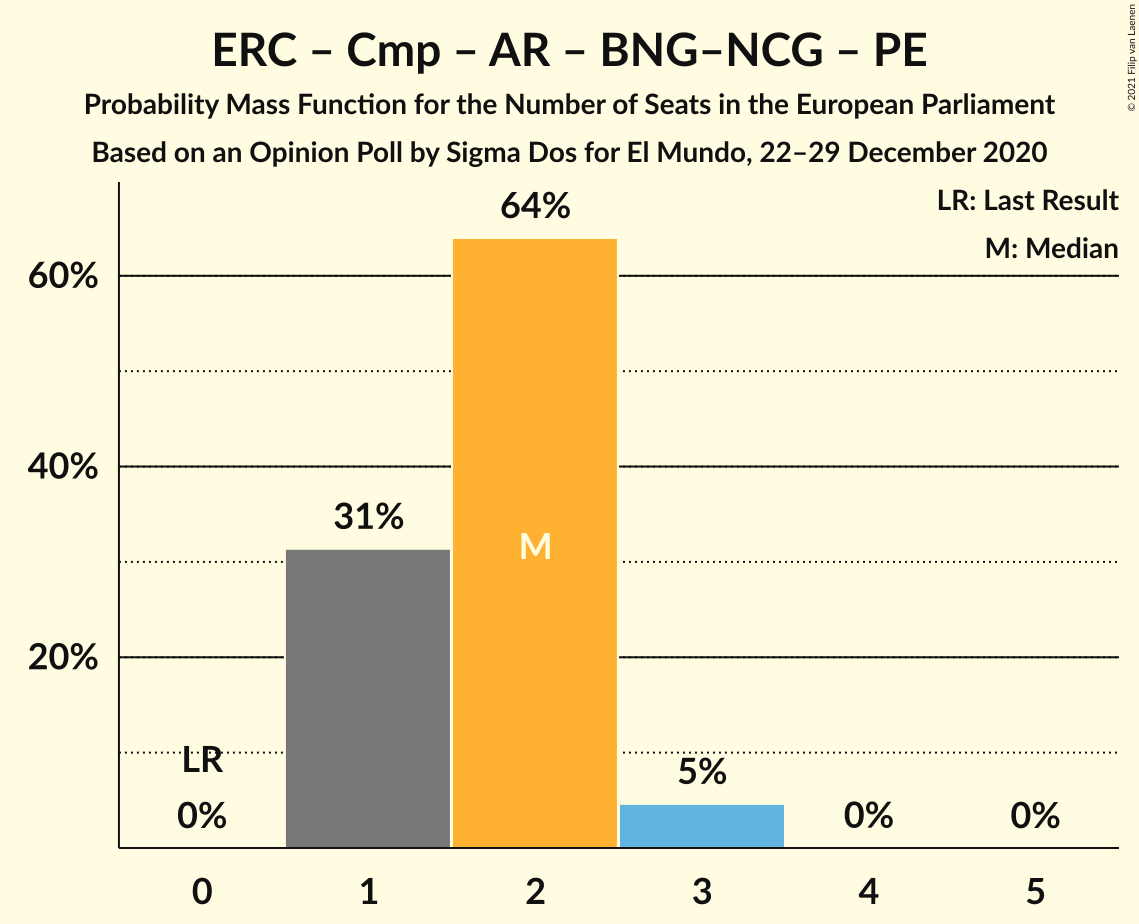 ERC – Cmp – AR – BNG–NCG – PE
Probability Mass Function for the Number of Seats in the European Parliament
Based on an Opinion Poll by Sigma Dos for El Mundo, 22–29 December 2020
© 2021 Filip van Laenen
LR: Last Result
M: Median
60%
40%
20%
LR
0%
31%
64%
M
5%
0%
0%
0
1
2
3
4
5